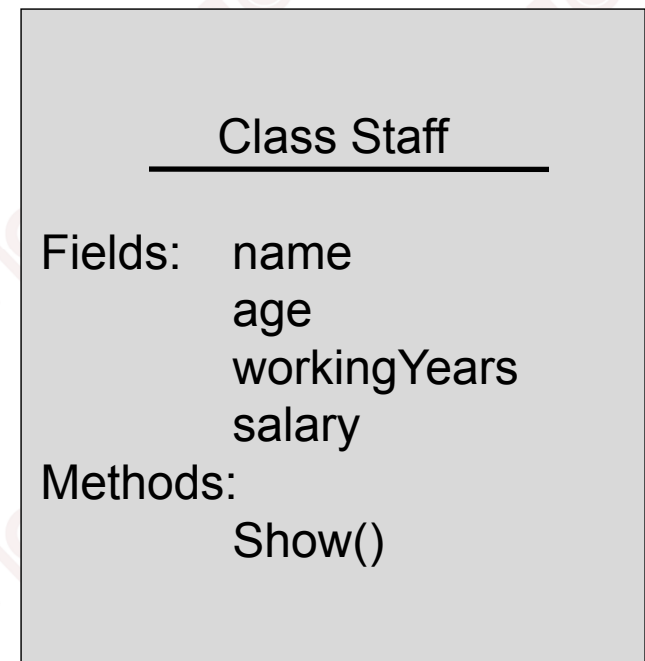 Class Staff
Fields: name
age
workingYears
salary
Methods:
Show()